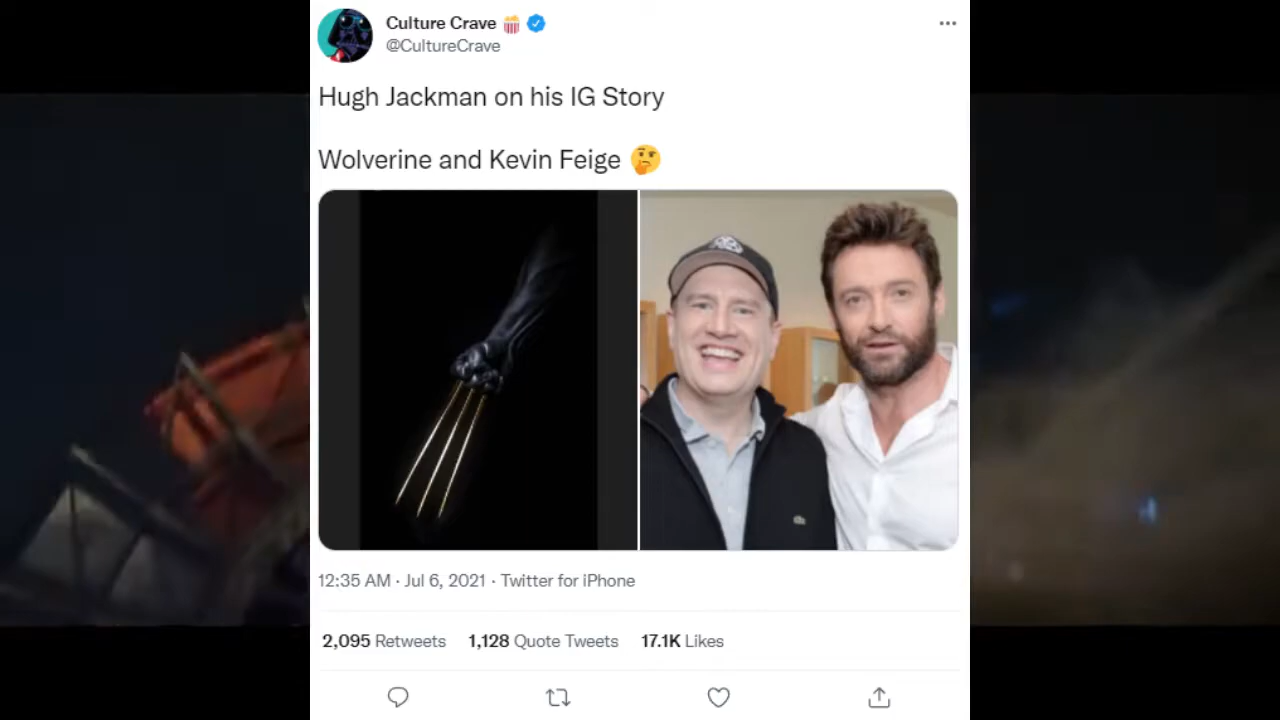 Culture Crave 🍿
@CultureCrave
Hugh Jackman on his IG Story
Wolverine and Kevin Feige 🤔
12:35 AM · Jul 6, 2021 · Twitter for iPhone
2,095 Retweets 1,128 Quote Tweets 17.1K Likes